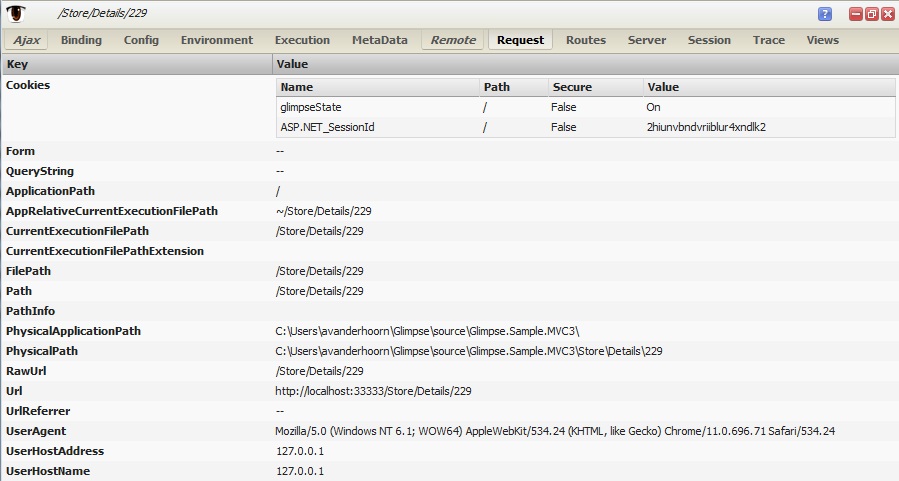 /Store/Details/229
Ajax Binding Config Environment Execution MetaData Remote Request Routes Server Session Trace Views
Key Value
Cookies Name Path Secure Value
glimpseState / False On
ASP.NET_SessionId / False 2hiunvbndvriiblur4xndlk2
Form --
QueryString --
ApplicationPath /
AppRelativeCurrentExecutionFilePath ~/Store/Details/229
CurrentExecutionFilePath /Store/Details/229
CurrentExecutionFilePathExtension
FilePath /Store/Details/229
Path /Store/Details/229
PathInfo
PhysicalApplicationPath C:\Users\avanderhoorn\Glimpse\source\Glimpse.Sample.MVC3\
PhysicalPath C:\Users\avanderhoorn\Glimpse\source\Glimpse.Sample.MVC3\Store\Details\229
RawUrl /Store/Details/229
Url http://localhost:33333/Store/Details/229
UrlReferrer --
UserAgent Mozilla/5.0 (Windows NT 6.1; WOW64) AppleWebKit/534.24 (KHTML, like Gecko) Chrome/11.0.696.71 Safari/534.24
UserHostAddress 127.0.0.1
UserHostName 127.0.0.1